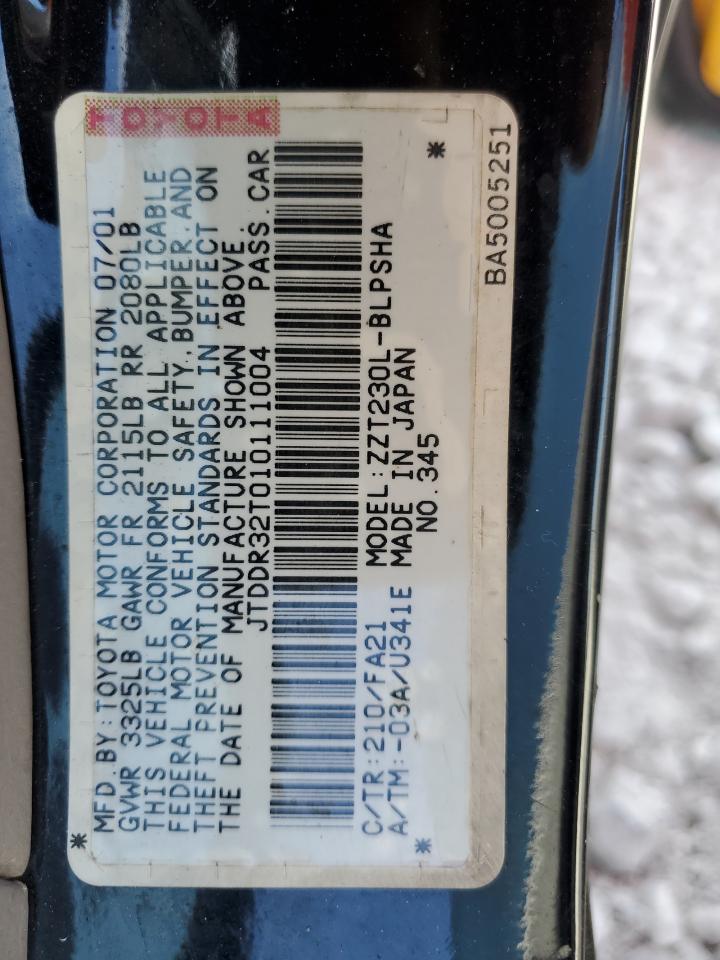 TOYOTA
MFD.BY:TOYOTA MOTOR CORPORATION 07/01
GVWR 3325LB GAWR FR 2115LB RR 2080LB
THIS VEHICLE CONFORMS TO ALL APPLICABLE
FEDERAL MOTOR VEHICLE SAFETY,BUMPER,AND
THEFT PREVENTION STANDARDS IN EFFECT ON
THE DATE OF MANUFACTURE SHOWN ABOVE.
JTDDR32T010111004 PASS.CAR
C/TR:210/FA21 MODEL:ZZT230L-BLPSHA
A/TM:-03A/U341E MADE IN JAPAN
NO.345
BA5005251